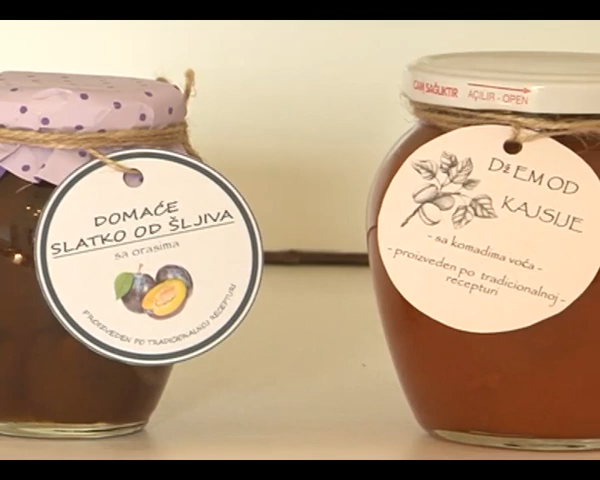 DOMAĆE
SLATKO OD ŠLJIVA
sa orasima
PROIZVEDEN PO TRADICIONALNOJ RECEPTURI
CAM SAĞLIKTIR
AÇILIR - OPEN
DŽEM OD
KAJSIJE
- sa komadima voća -
- proizveden po tradicionalnoj -
recepturi